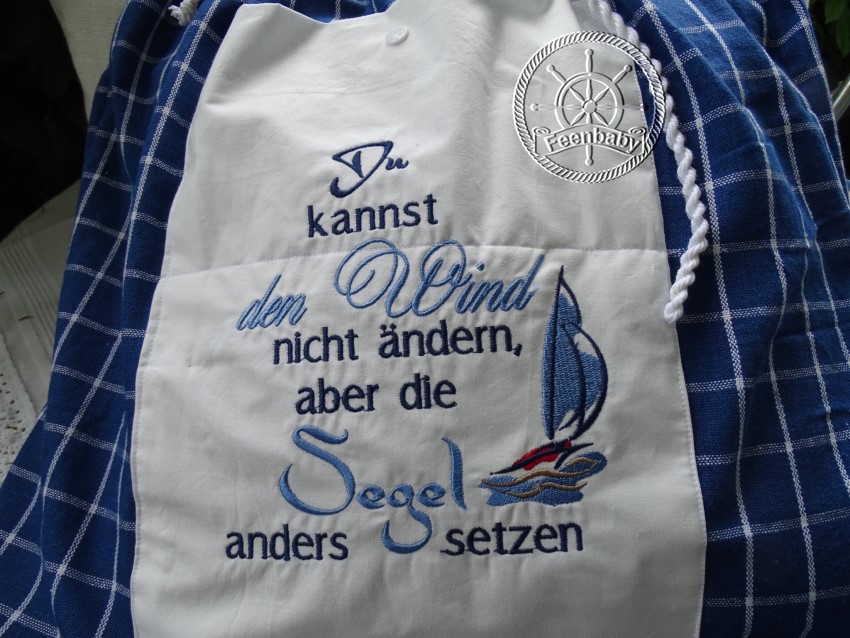 Feenbaby
Du
kannst
den Wind
nicht ändern,
aber die
Segel
anders setzen